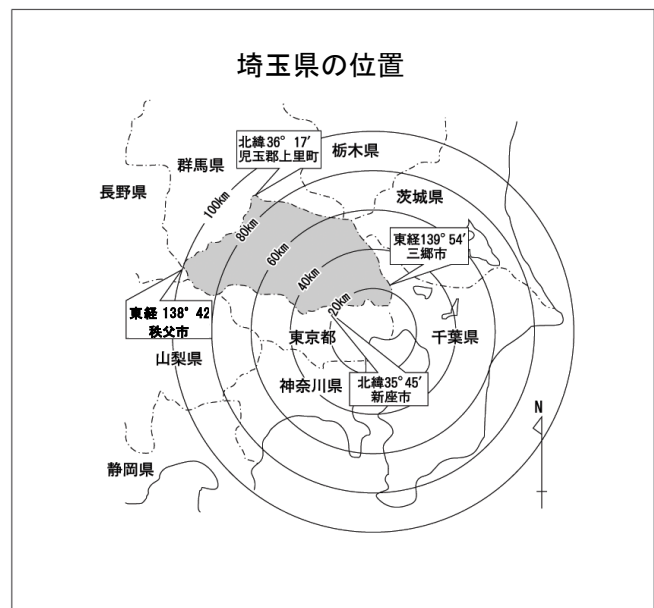 埼玉県の位置
北緯36°17′
児玉郡上里町
栃木県
群馬県
長野県
茨城県
100km
80km
60km
40km
20km
東経139°54′
三郷市
東経 138°42
秩父市
東京都
千葉県
山梨県
神奈川県
北緯35°45′
新座市
N
静岡県